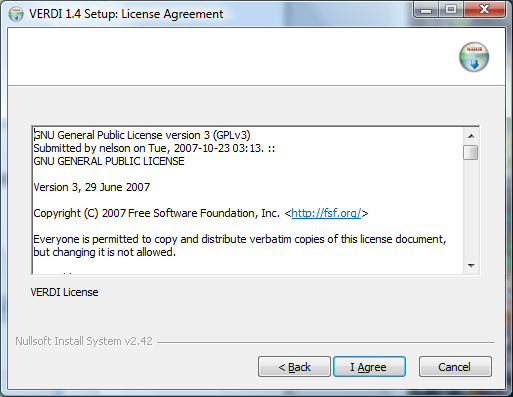 VERDI 1.4 Setup: License Agreement
GNU General Public License version 3 (GPLv3)
Submitted by nelson on Tue, 2007-10-23 03:13. ::
GNU GENERAL PUBLIC LICENSE
Version 3, 29 June 2007
Copyright (C) 2007 Free Software Foundation, Inc. <http://fsf.org/>
Everyone is permitted to copy and distribute verbatim copies of this license document,
but changing it is not allowed.
VERDI License
Nullsoft Install System v2.42
< Back
I Agree
Cancel